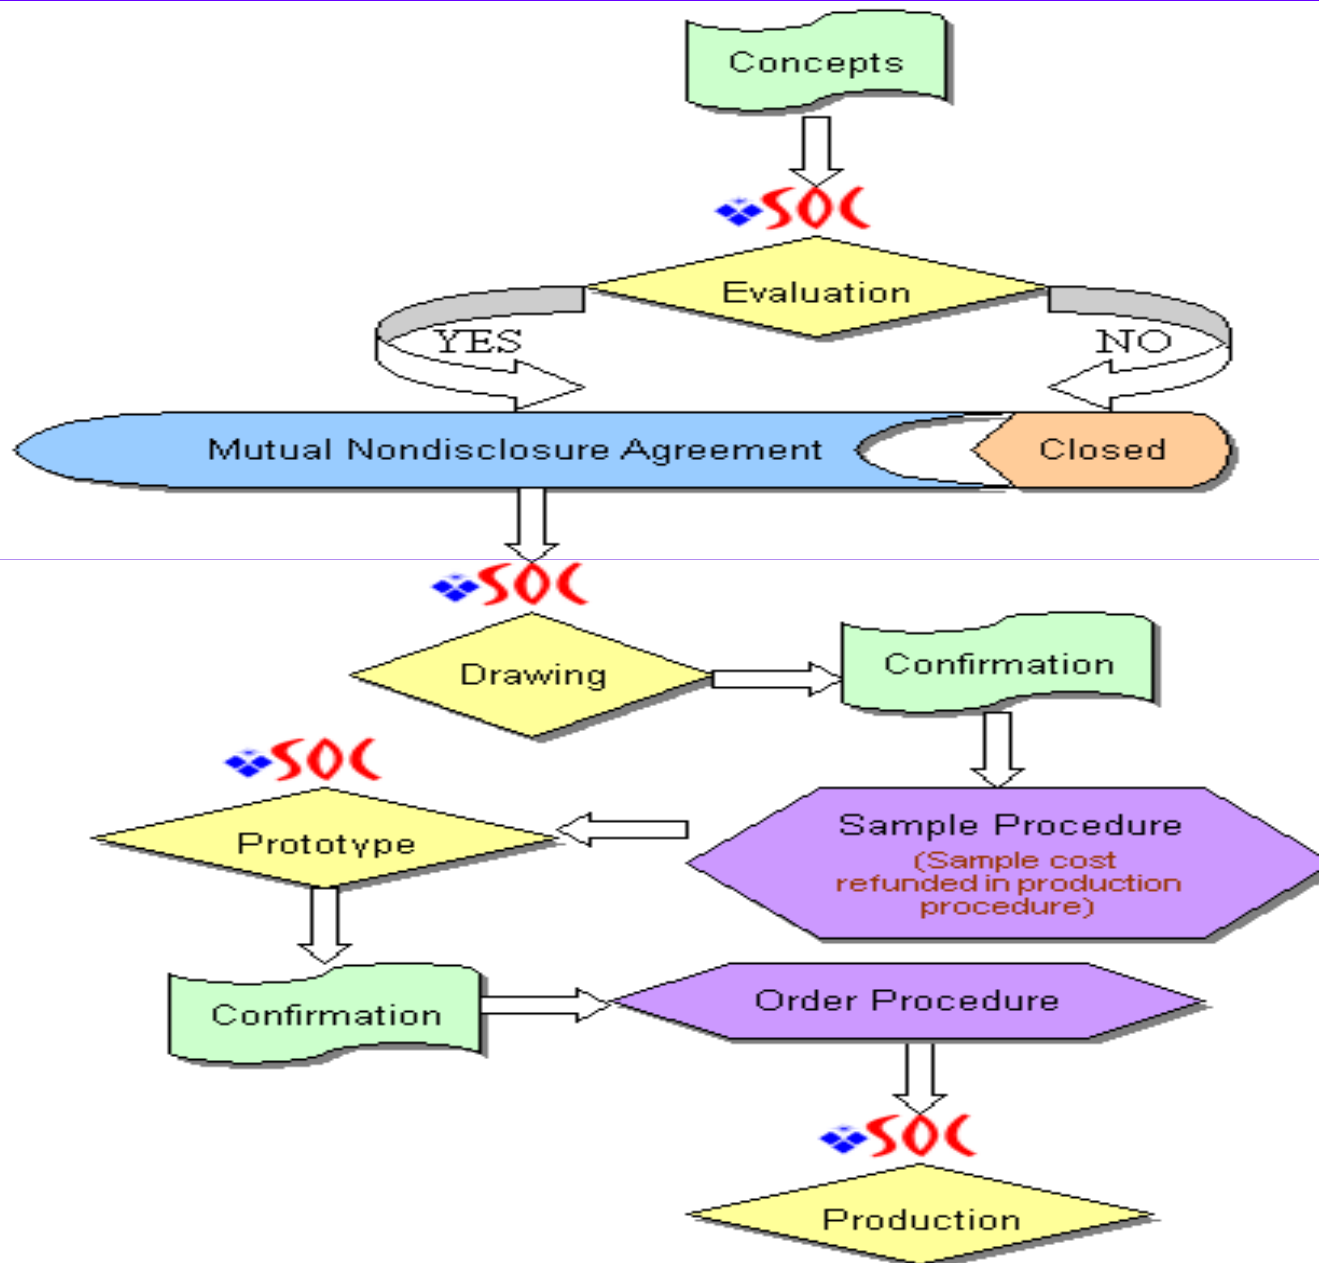 Concepts
SOC
Evaluation
YES
NO
Mutual Nondisclosure Agreement
Closed
SOC
Drawing
Confirmation
SOC
Prototype
Sample Procedure
(Sample cost
refunded in production
procedure)
Confirmation
Order Procedure
SOC
Production